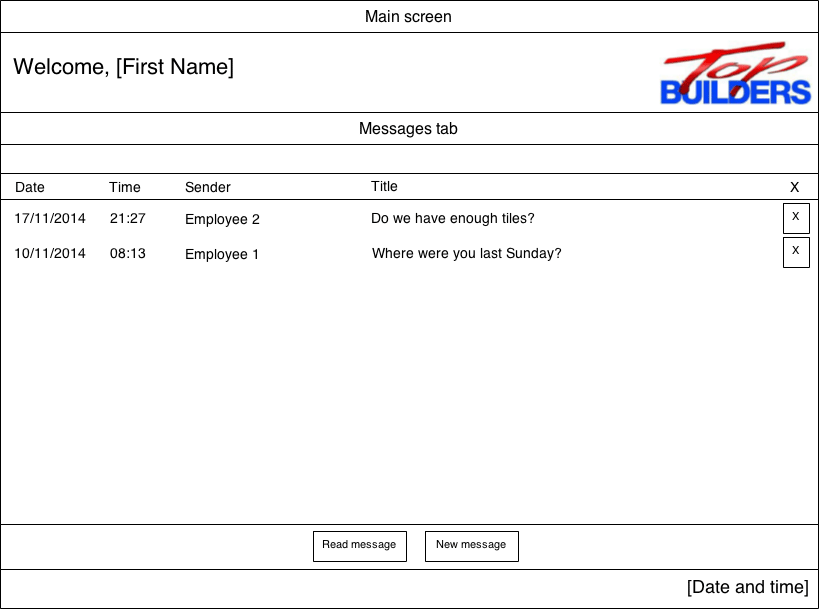 Main screen
Welcome, [First Name]
Top
BUILDERS
Messages tab
Date Time Sender Title X
17/11/2014 21:27 Employee 2 Do we have enough tiles? X
10/11/2014 08:13 Employee 1 Where were you last Sunday? X
Read message New message
[Date and time]